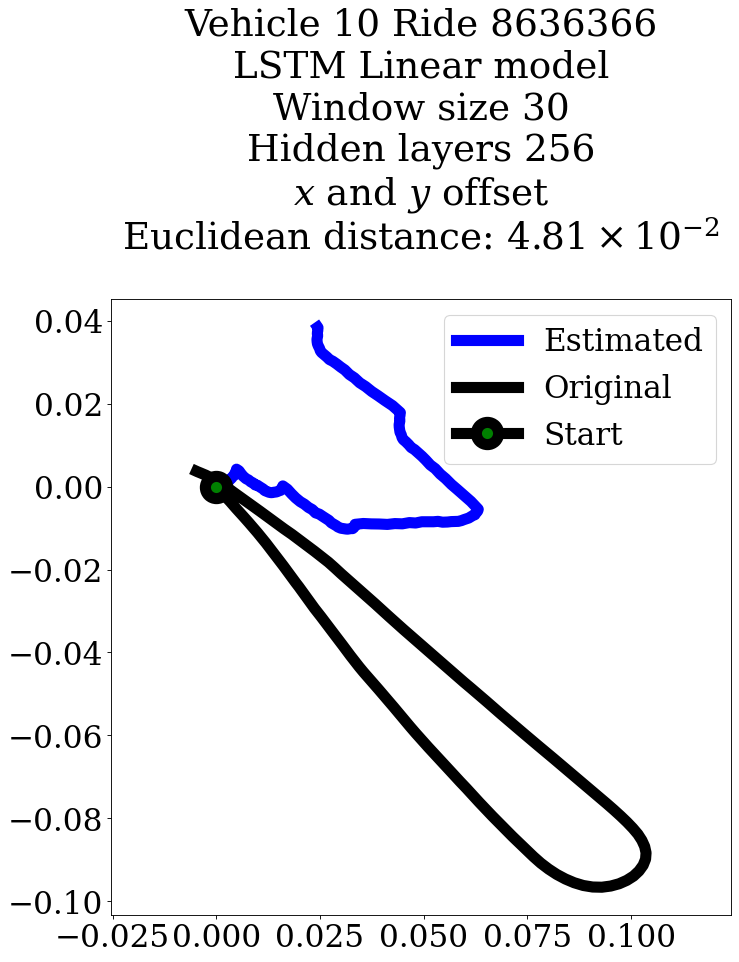 Vehicle 10 Ride 8636366
LSTM Linear model
Window size 30
Hidden layers 256
x and y offset
Euclidean distance: 4.81 × 10⁻²
Estimated
Original
Start
0.04
0.02
0.00
−0.02
−0.04
−0.06
−0.08
−0.10
−0.025 0.000 0.025 0.050 0.075 0.100